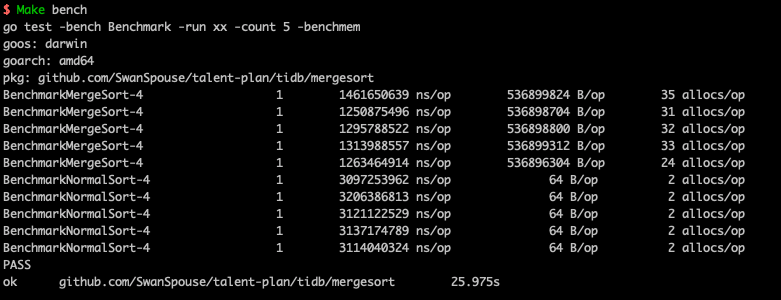 $ Make bench
go test -bench Benchmark -run xx -count 5 -benchmem
goos: darwin
goarch: amd64
pkg: github.com/SwanSpouse/talent-plan/tidb/mergesort
BenchmarkMergeSort-4 1 1461650639 ns/op 536899824 B/op 35 allocs/op
BenchmarkMergeSort-4 1 1250875496 ns/op 536898704 B/op 31 allocs/op
BenchmarkMergeSort-4 1 1295788522 ns/op 536898800 B/op 32 allocs/op
BenchmarkMergeSort-4 1 1313988557 ns/op 536899312 B/op 33 allocs/op
BenchmarkMergeSort-4 1 1263464914 ns/op 536896304 B/op 24 allocs/op
BenchmarkNormalSort-4 1 3097253962 ns/op 64 B/op 2 allocs/op
BenchmarkNormalSort-4 1 3206386813 ns/op 64 B/op 2 allocs/op
BenchmarkNormalSort-4 1 3121122529 ns/op 64 B/op 2 allocs/op
BenchmarkNormalSort-4 1 3137174789 ns/op 64 B/op 2 allocs/op
BenchmarkNormalSort-4 1 3114040324 ns/op 64 B/op 2 allocs/op
PASS
ok github.com/SwanSpouse/talent-plan/tidb/mergesort 25.975s